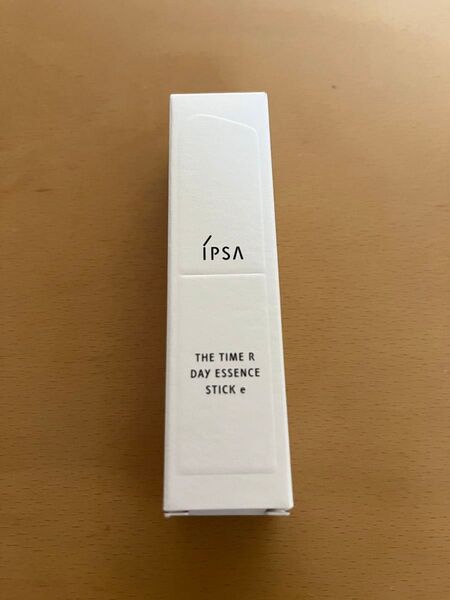 ÍPSA
THE TIME R
DAY ESSENCE
STICK e